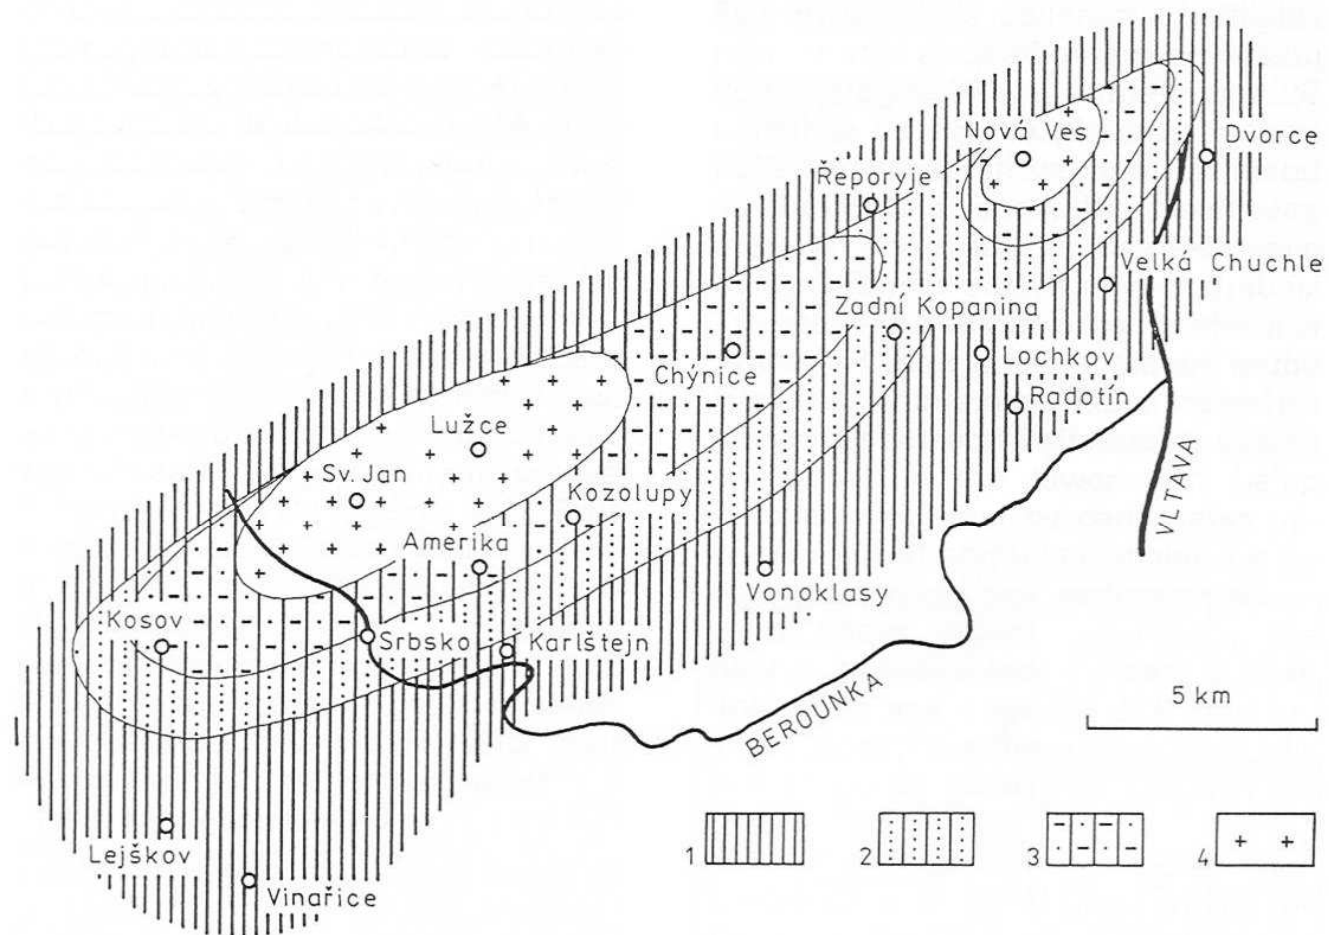 Nová Ves
Dvorce
Řeporyje
Velká Chuchle
Zadní Kopanina
Lochkov
Chýnice
Radotín
Lužce
Sv. Jan
Kozolupy
VLTAVA
Amerika
Vonoklasy
Kosov
Srbsko
Karlštejn
BEROUNKA
5 km
1
2
3
4
Lejškov
Vinařice